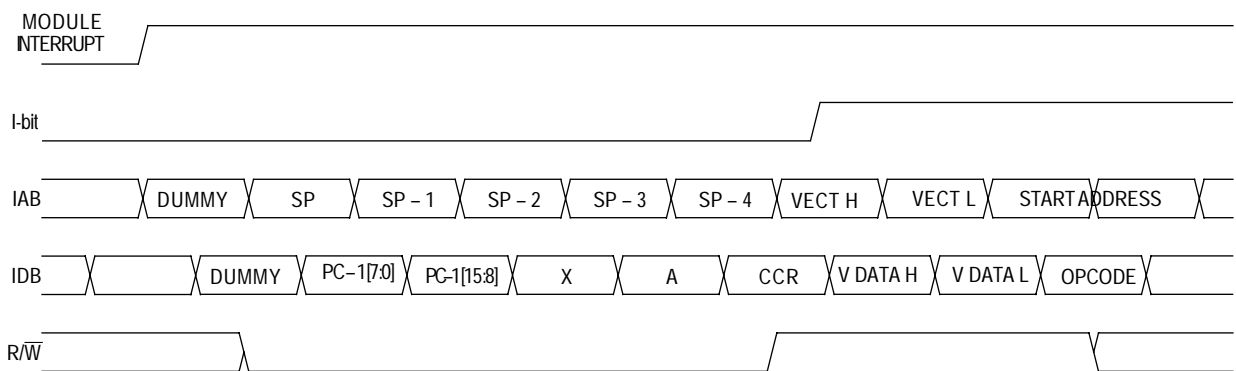 MODULE
INTERRUPT
I-bit
IAB DUMMY SP SP – 1 SP – 2 SP – 3 SP – 4 VECT H VECT L START ADDRESS
IDB DUMMY PC–1[7:0] PC–1[15:8] X A CCR V DATA H V DATA L OPCODE
R/W̅